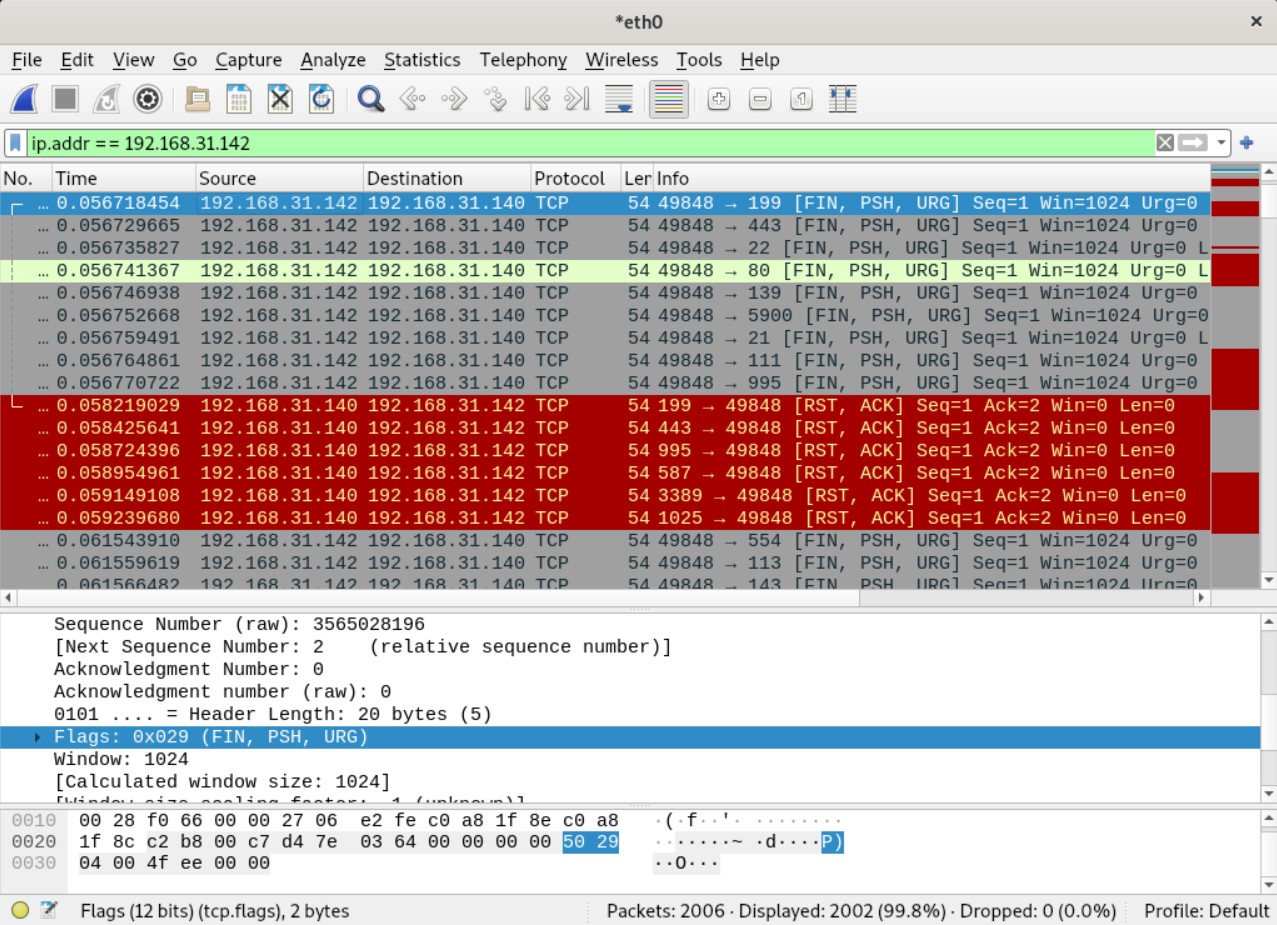 *eth0
File Edit View Go Capture Analyze Statistics Telephony Wireless Tools Help
ip.addr == 192.168.31.142
No. Time Source Destination Protocol Len Info
… 0.056718454 192.168.31.142 192.168.31.140 TCP 54 49848 → 199 [FIN, PSH, URG] Seq=1 Win=1024 Urg=0
… 0.056729665 192.168.31.142 192.168.31.140 TCP 54 49848 → 443 [FIN, PSH, URG] Seq=1 Win=1024 Urg=0
… 0.056735827 192.168.31.142 192.168.31.140 TCP 54 49848 → 22 [FIN, PSH, URG] Seq=1 Win=1024 Urg=0 L
… 0.056741367 192.168.31.142 192.168.31.140 TCP 54 49848 → 80 [FIN, PSH, URG] Seq=1 Win=1024 Urg=0 L
… 0.056746938 192.168.31.142 192.168.31.140 TCP 54 49848 → 139 [FIN, PSH, URG] Seq=1 Win=1024 Urg=0
… 0.056752668 192.168.31.142 192.168.31.140 TCP 54 49848 → 5900 [FIN, PSH, URG] Seq=1 Win=1024 Urg=0
… 0.056759491 192.168.31.142 192.168.31.140 TCP 54 49848 → 21 [FIN, PSH, URG] Seq=1 Win=1024 Urg=0 L
… 0.056764861 192.168.31.142 192.168.31.140 TCP 54 49848 → 111 [FIN, PSH, URG] Seq=1 Win=1024 Urg=0
… 0.056770722 192.168.31.142 192.168.31.140 TCP 54 49848 → 995 [FIN, PSH, URG] Seq=1 Win=1024 Urg=0
… 0.058219029 192.168.31.140 192.168.31.142 TCP 54 199 → 49848 [RST, ACK] Seq=1 Ack=2 Win=0 Len=0
… 0.058425641 192.168.31.140 192.168.31.142 TCP 54 443 → 49848 [RST, ACK] Seq=1 Ack=2 Win=0 Len=0
… 0.058724396 192.168.31.140 192.168.31.142 TCP 54 995 → 49848 [RST, ACK] Seq=1 Ack=2 Win=0 Len=0
… 0.058954961 192.168.31.140 192.168.31.142 TCP 54 587 → 49848 [RST, ACK] Seq=1 Ack=2 Win=0 Len=0
… 0.059149108 192.168.31.140 192.168.31.142 TCP 54 3389 → 49848 [RST, ACK] Seq=1 Ack=2 Win=0 Len=0
… 0.059239680 192.168.31.140 192.168.31.142 TCP 54 1025 → 49848 [RST, ACK] Seq=1 Ack=2 Win=0 Len=0
… 0.061543910 192.168.31.142 192.168.31.140 TCP 54 49848 → 554 [FIN, PSH, URG] Seq=1 Win=1024 Urg=0
… 0.061559619 192.168.31.142 192.168.31.140 TCP 54 49848 → 113 [FIN, PSH, URG] Seq=1 Win=1024 Urg=0
… 0.061566482 192.168.31.142 192.168.31.140 TCP 54 49848 → 143 [FIN, PSH, URG] Seq=1 Win=1024 Urg=0
Sequence Number (raw): 3565028196
[Next Sequence Number: 2 (relative sequence number)]
Acknowledgment Number: 0
Acknowledgment number (raw): 0
0101 .... = Header Length: 20 bytes (5)
Flags: 0x029 (FIN, PSH, URG)
Window: 1024
[Calculated window size: 1024]
[Window size scaling factor: -1 (unknown)]
0010 00 28 f0 66 00 00 27 06 e2 fe c0 a8 1f 8e c0 a8 ·(·f··'· ········
0020 1f 8c c2 b8 00 c7 d4 7e 03 64 00 00 00 00 50 29 ·······~ ·d····P)
0030 04 00 4f ee 00 00 ··O···
Flags (12 bits) (tcp.flags), 2 bytes Packets: 2006 · Displayed: 2002 (99.8%) · Dropped: 0 (0.0%) Profile: Default